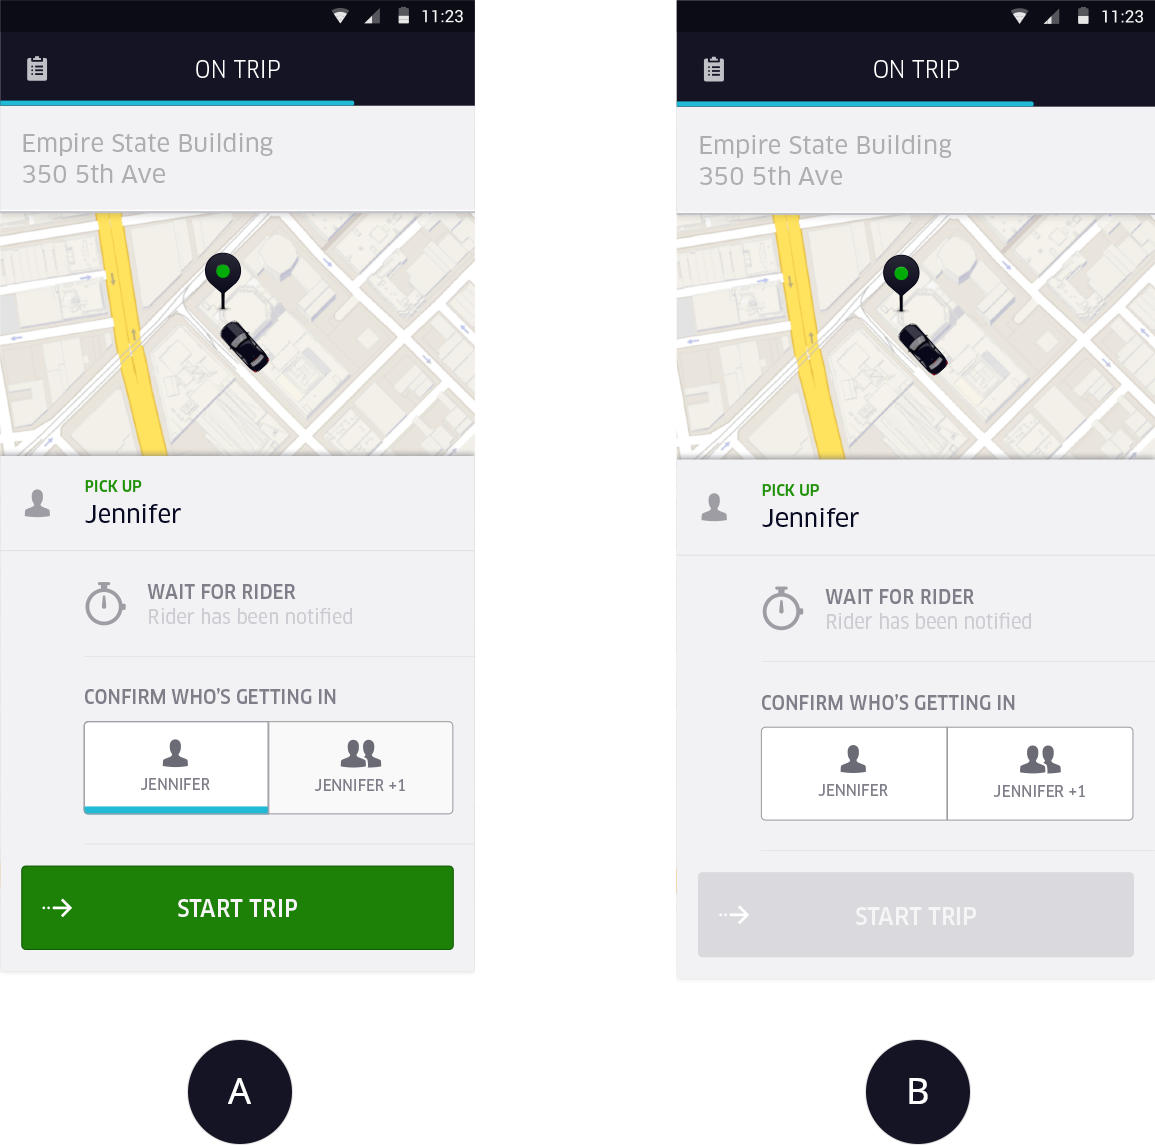 11:23
ON TRIP
Empire State Building
350 5th Ave
PICK UP
Jennifer
WAIT FOR RIDER
Rider has been notified
CONFIRM WHO'S GETTING IN
JENNIFER
JENNIFER +1
START TRIP
A
11:23
ON TRIP
Empire State Building
350 5th Ave
PICK UP
Jennifer
WAIT FOR RIDER
Rider has been notified
CONFIRM WHO'S GETTING IN
JENNIFER
JENNIFER +1
START TRIP
B